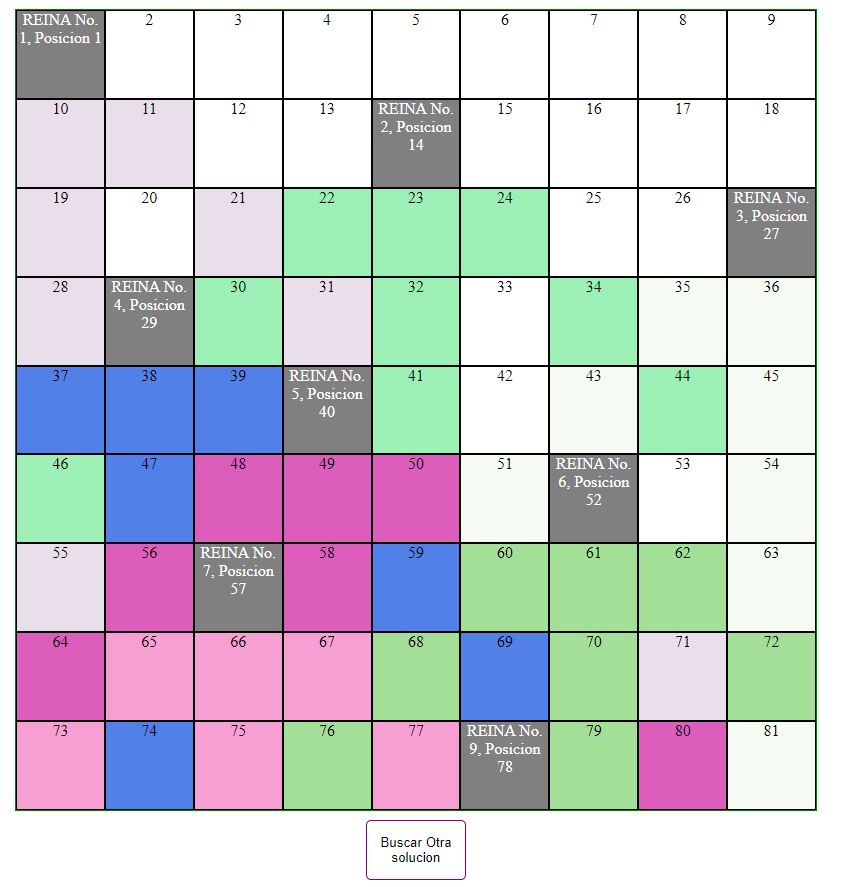 REINA No. 1, Posicion 1 2 3 4 5 6 7 8 9
10 11 12 13 REINA No. 2, Posicion 14 15 16 17 18
19 20 21 22 23 24 25 26 REINA No. 3, Posicion 27
28 REINA No. 4, Posicion 29 30 31 32 33 34 35 36
37 38 39 REINA No. 5, Posicion 40 41 42 43 44 45
46 47 48 49 50 51 REINA No. 6, Posicion 52 53 54
55 56 REINA No. 7, Posicion 57 58 59 60 61 62 63
64 65 66 67 68 69 70 71 72
73 74 75 76 77 REINA No. 9, Posicion 78 79 80 81
Buscar Otra
solucion